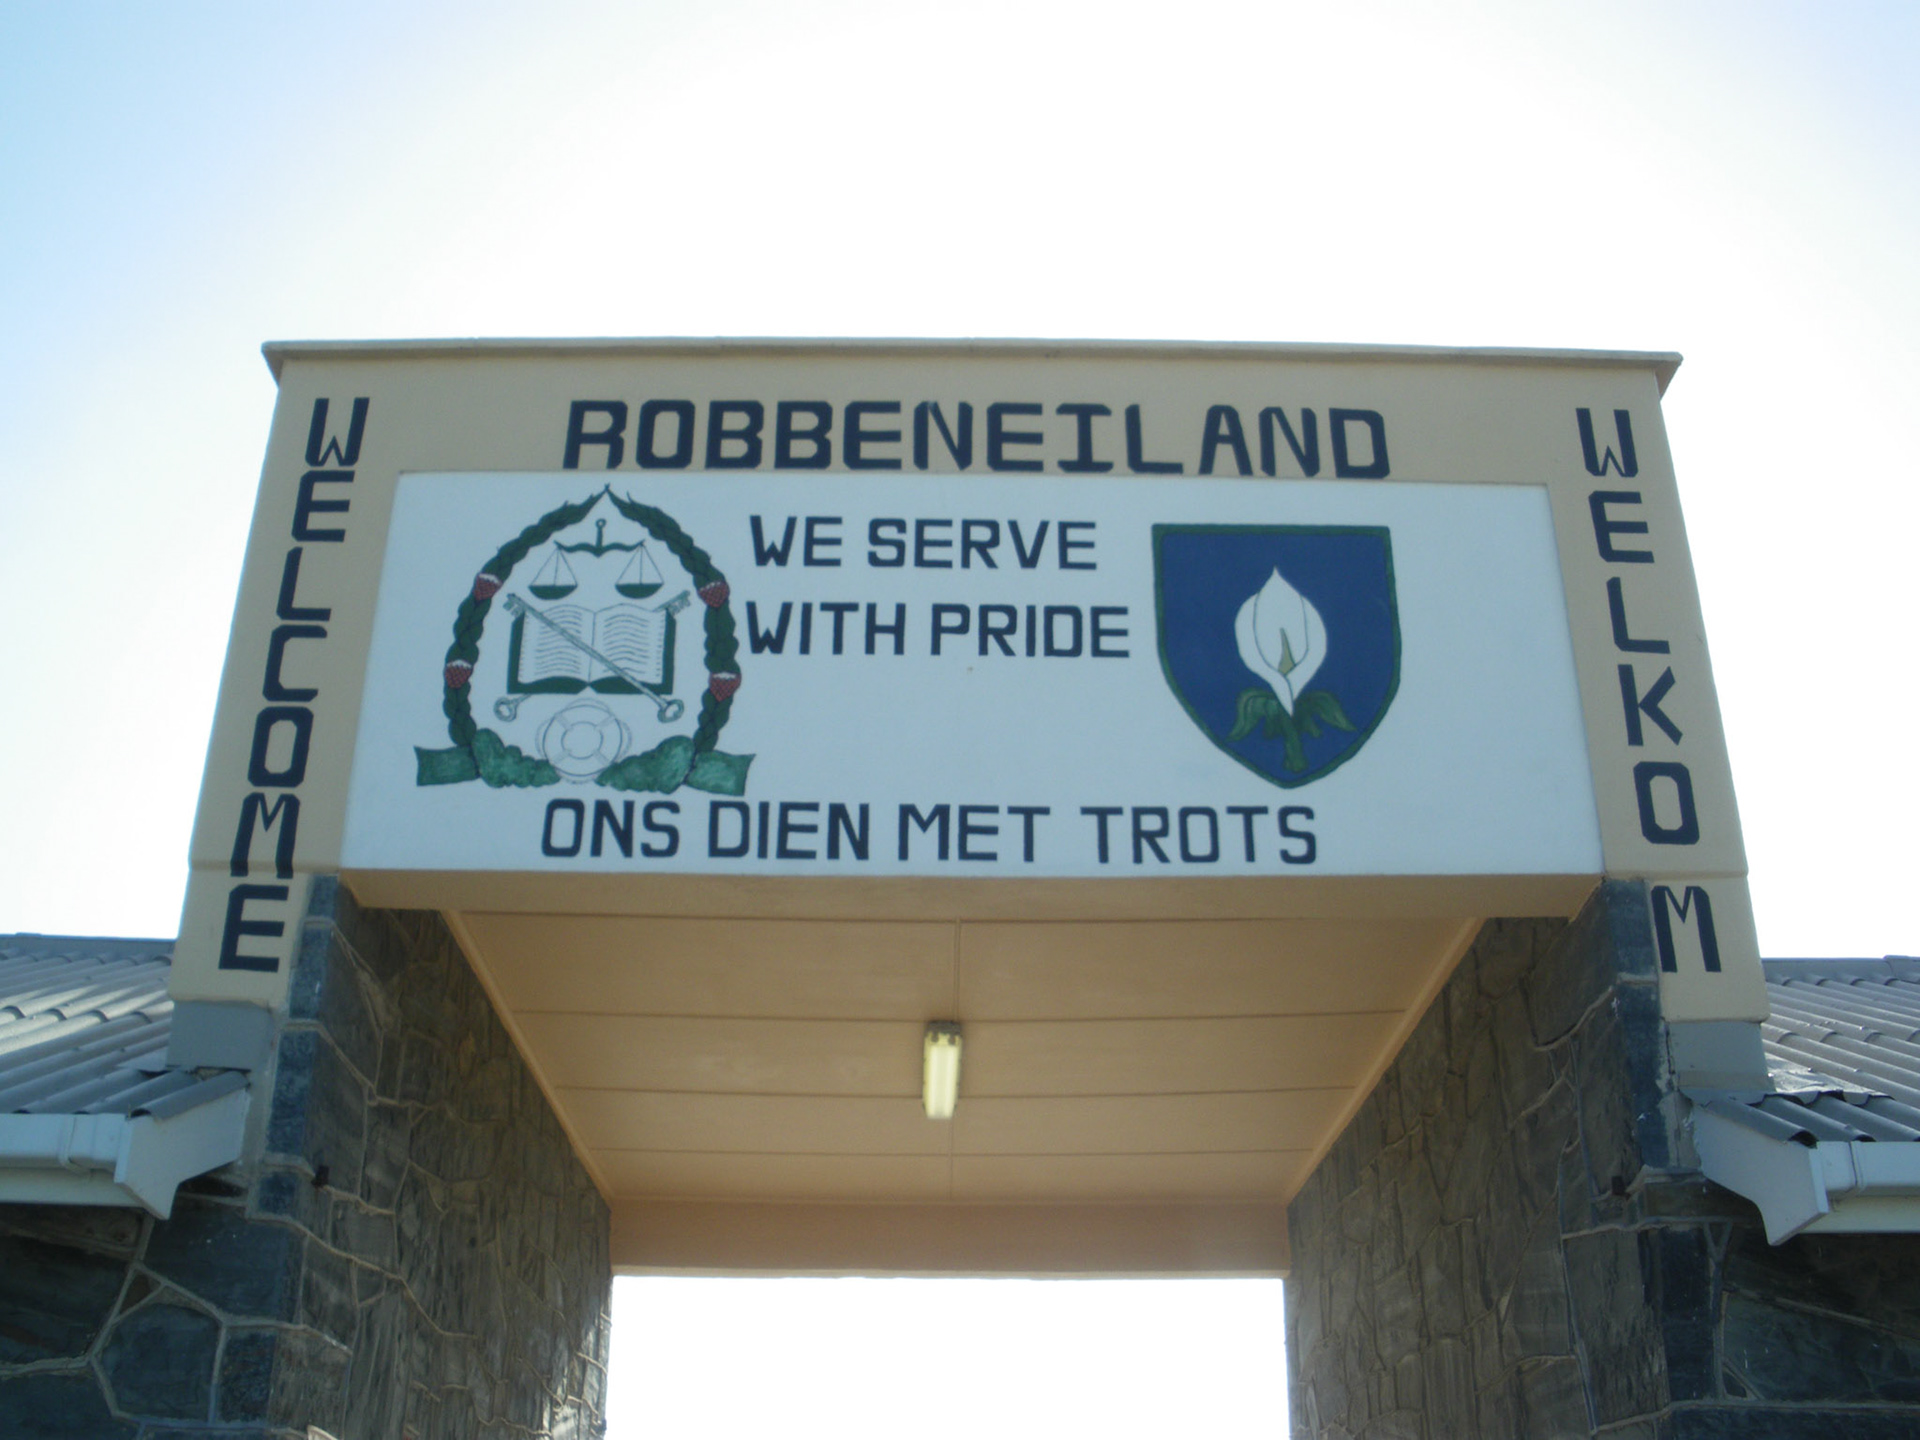 ROBBENEILAND
WELCOME
WE SERVE
WITH PRIDE
ONS DIEN MET TROTS
WELKOM